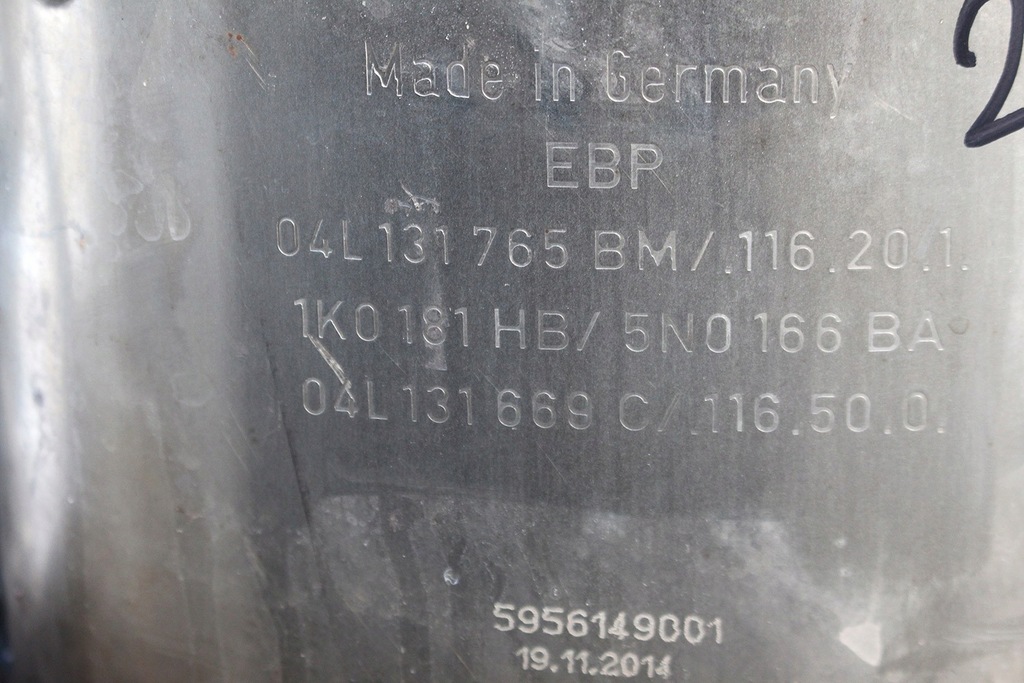 Made in Germany
EBP
04L 131 765 BM/.116.20.1.
1K0 181 HB/ 5N0 166 BA
04L 131 669 C/.116.50.0.
5956149001
19.11.2014
2